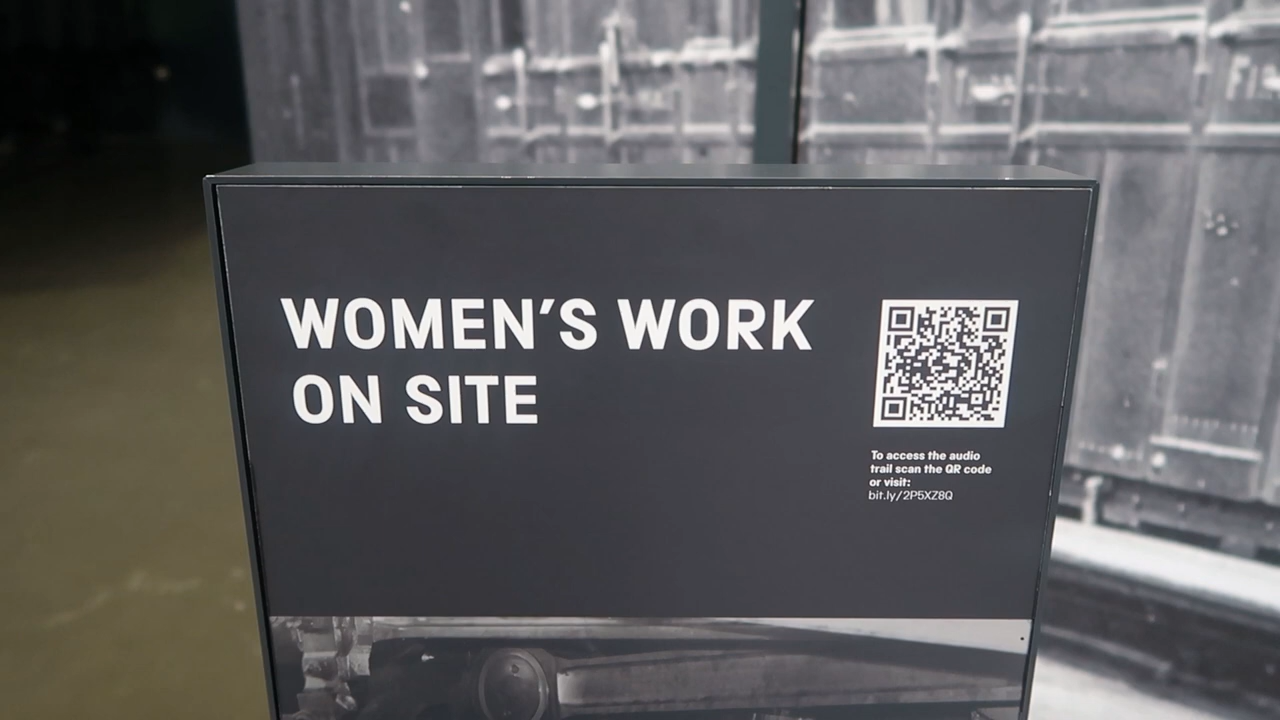 WOMEN'S WORK
ON SITE
To access the audio
trail scan the QR code
or visit:
bit.ly/2P5XZ8Q